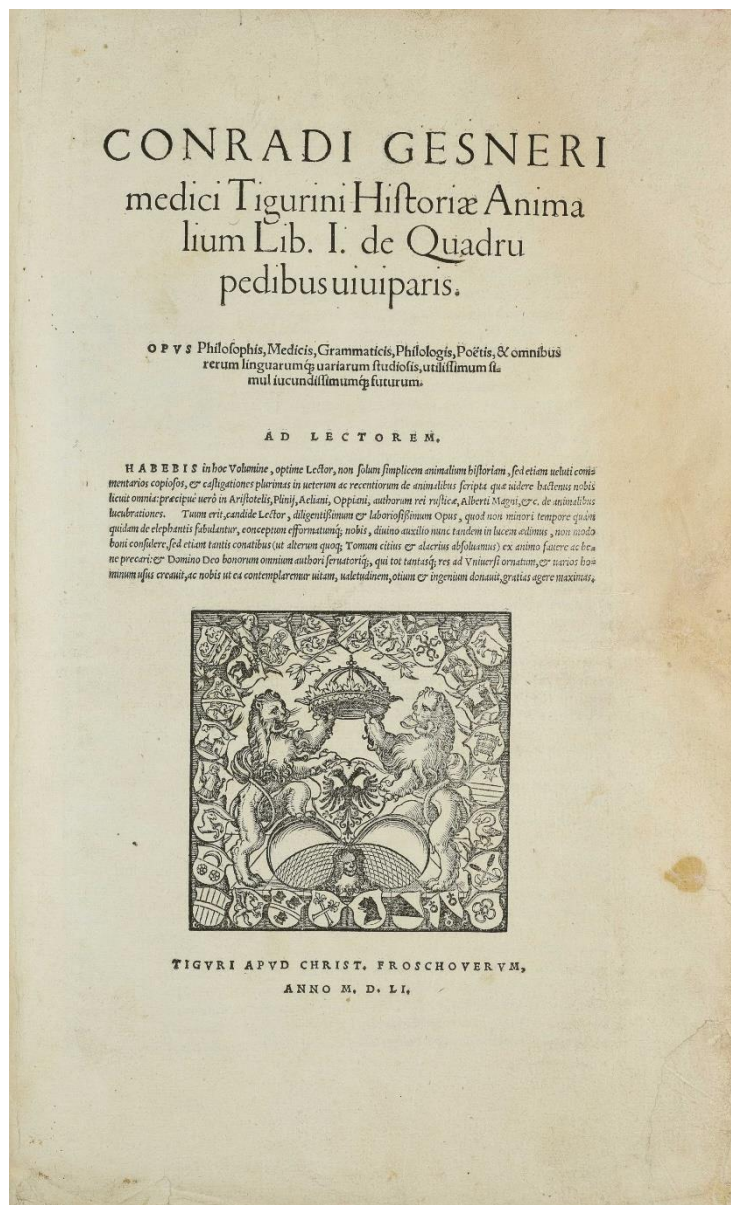 CONRADI GESNERI
medici Tigurini Hiſtoriæ Anima
lium Lib. I. de Quadru
pedibus uiuiparis.
OPVS Philoſophis, Medicis, Grammaticis, Philologis, Poëtis, & omnibus
rerum linguarumq́; uariarum ſtudioſis, utiliſſimum ſi-
mul iucundiſſimumq́; futurum.
AD LECTOREM.
HABEBIS in hoc Volumine, optime Lector, non ſolum ſimplicem animalium hiſtoriam, ſed etiam ueluti com-
mentarios copioſos, & caſtigationes plurimas in ueterum ac recentiorum de animalibus ſcripta quæ uidere hactenus nobis
licuit omnia: præcipuè uerò in Ariſtotelis, Plinij, Aeliani, Oppiani, authorum rei ruſticæ, Alberti Magni, &c. de animalibus
lucubrationes. Tuum erit, candide Lector, diligentißimum & laborioſißimum Opus, quod non minori tempore quàm
quidam de elephantis fabulantur, conceptum efformatumq́; nobis, diuino auxilio nunc tandem in lucem ædimus, non modo
boni conſulere, ſed etiam tantis conatibus (ut alterum quoq; Tomum citius & alacrius abſoluamus) ex animo fauere ac be-
ne precari: & Domino Deo bonorum omnium authori ſeruatoriq́;, qui tot tantasq́; res ad Vniuerſi ornatum, & uarios ho-
minum uſus creauit, ac nobis ut ea contemplaremur uitam, ualetudinem, otium & ingenium donauit, gratias agere maximas.
TIGVRI APVD CHRIST. FROSCHOVERVM,
ANNO M. D. LI.